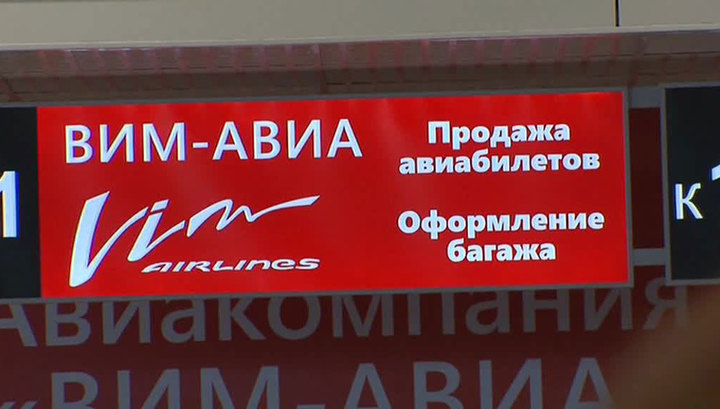 ВИМ-АВИА
Vim
AIRLINES
Продажа
авиабилетов
Оформление
багажа
к
Авиакомпания
«ВИМ-АВИА